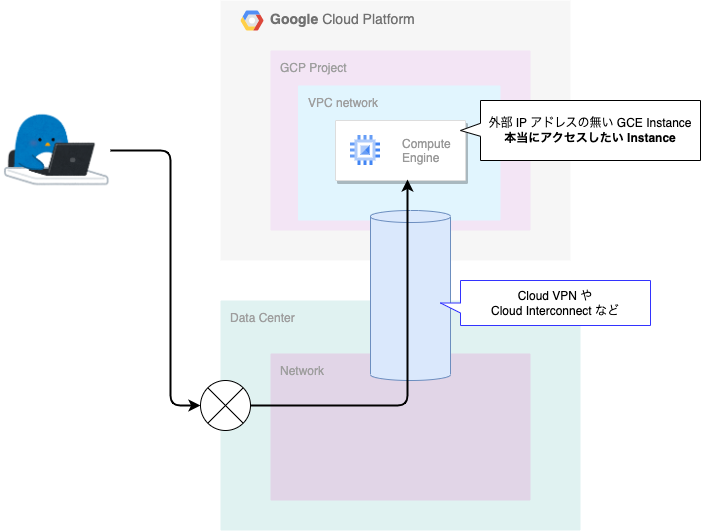 Google Cloud Platform
GCP Project
VPC network
Compute
Engine
外部 IP アドレスの無い GCE Instance
本当にアクセスしたい Instance
Cloud VPN や
Cloud Interconnect など
Data Center
Network